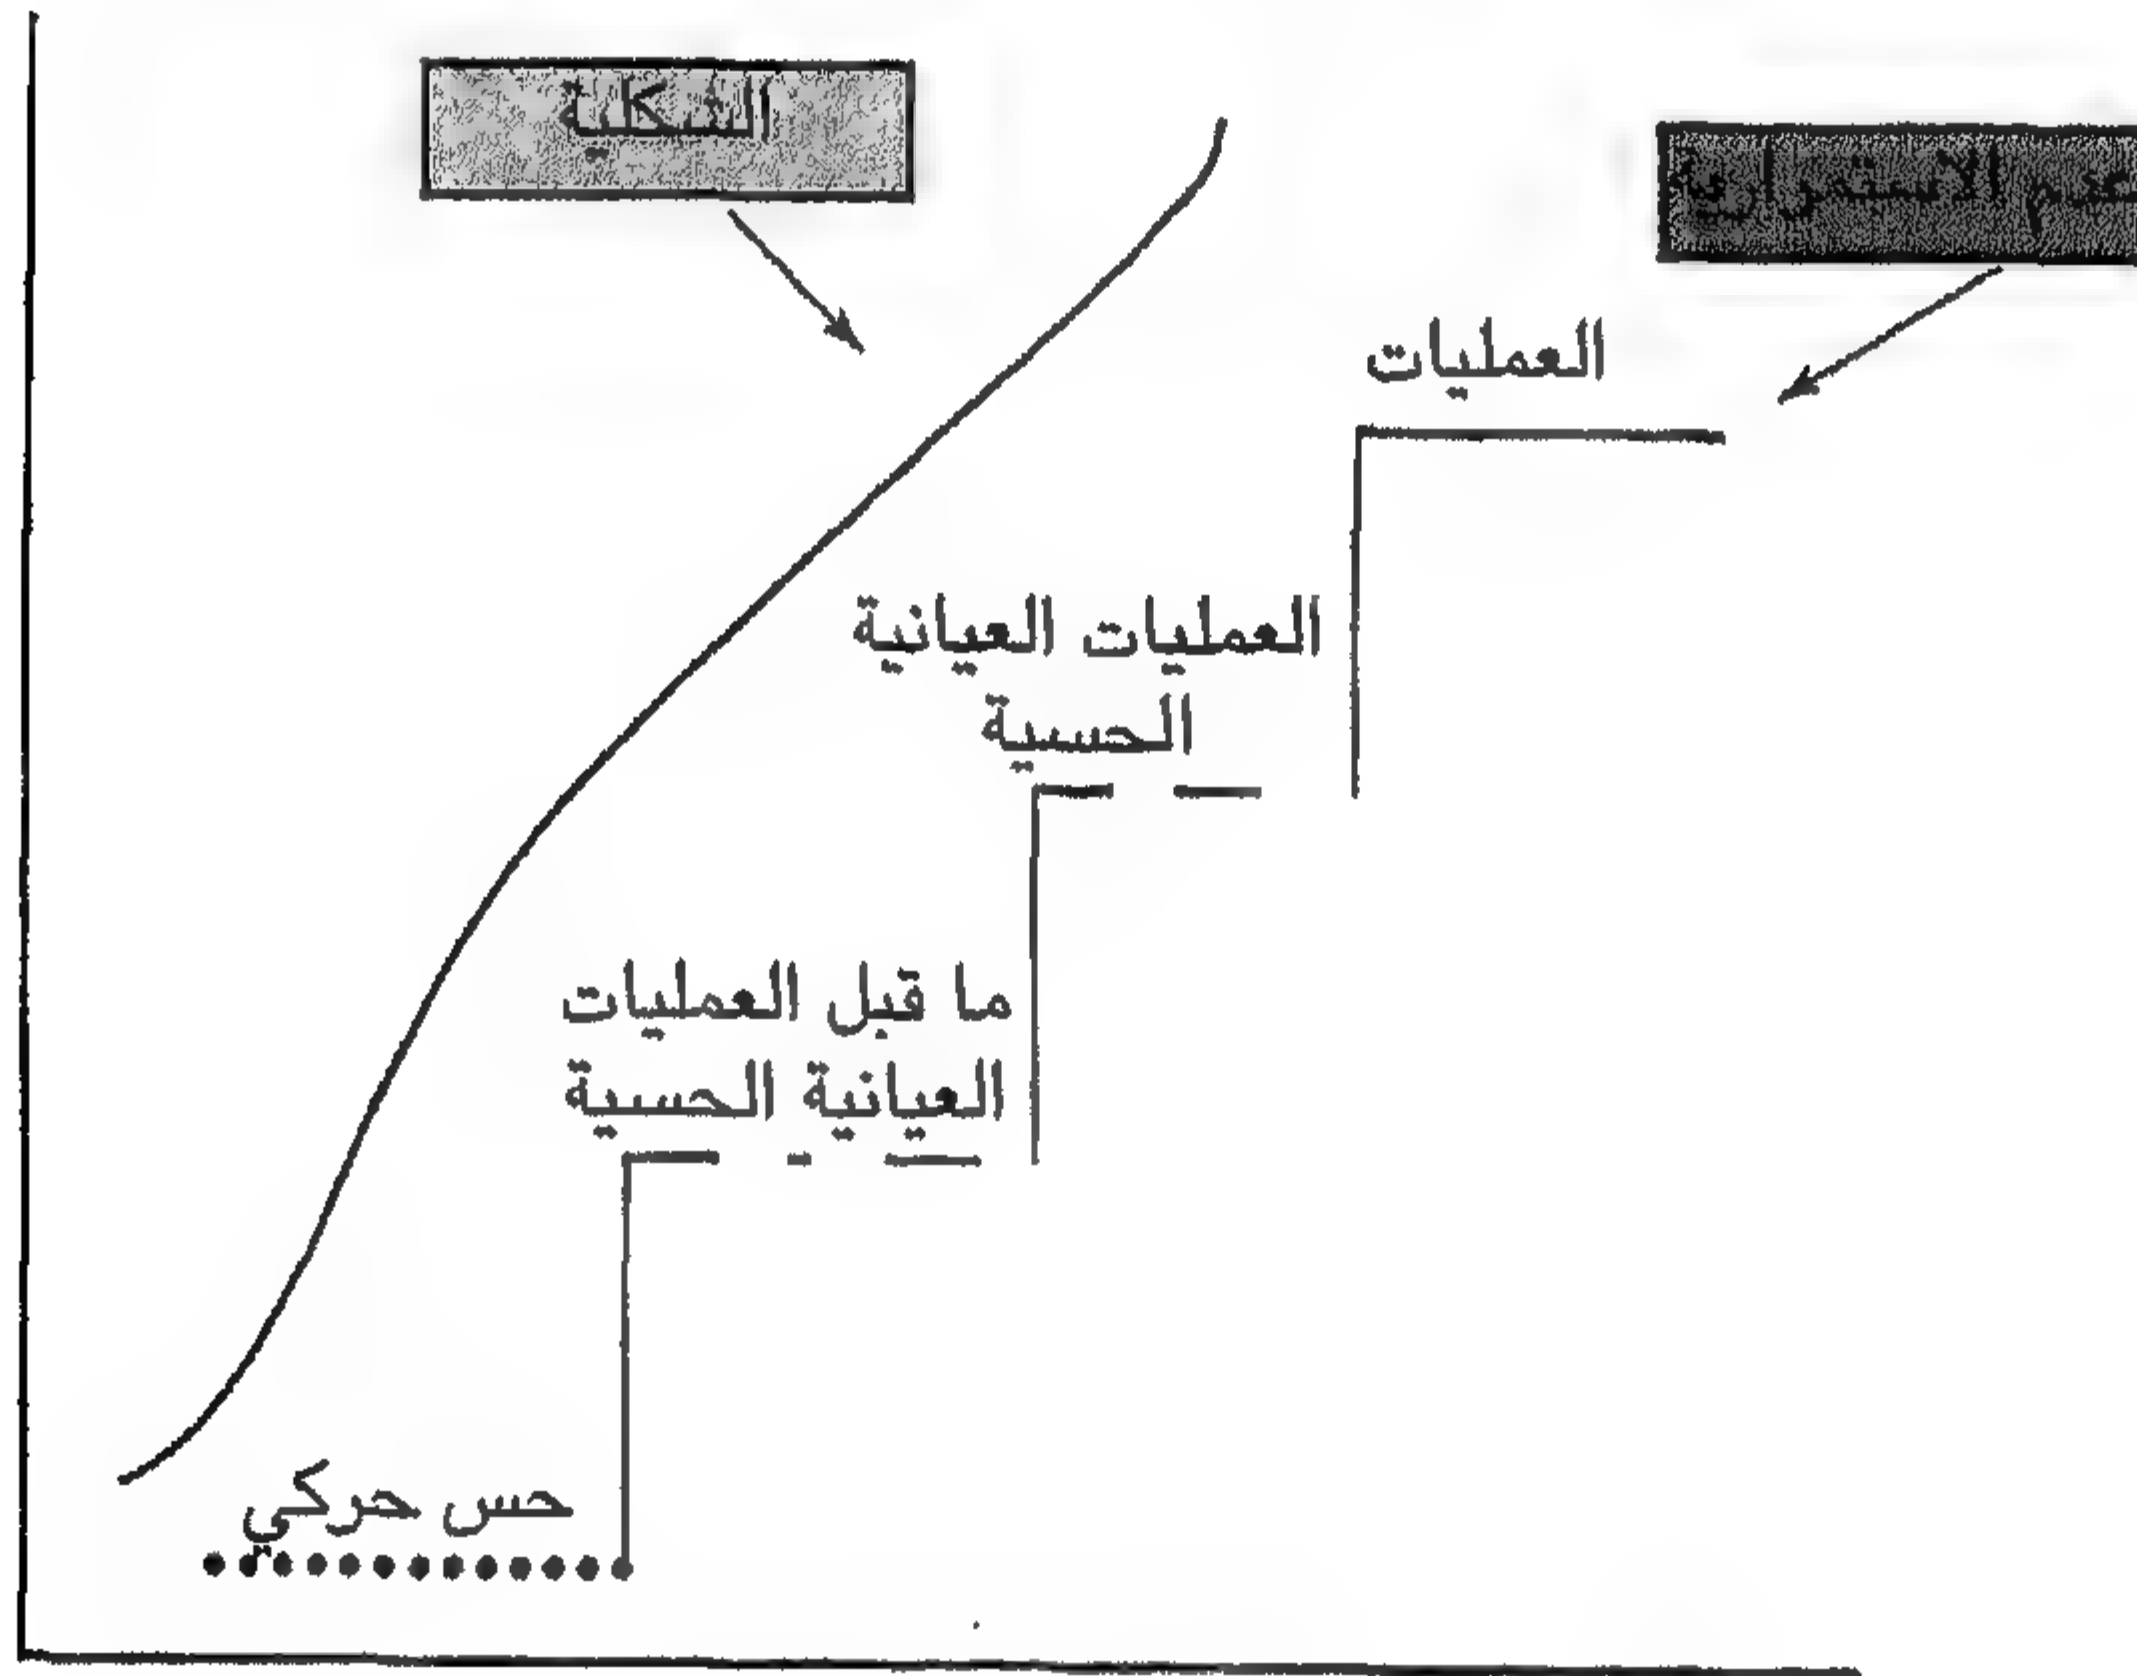 الشكلية
عدم الاستمرارية
العمليات
العمليات العيانية
الحسية
ما قبل العمليات
العيانية الحسية
حس حركي